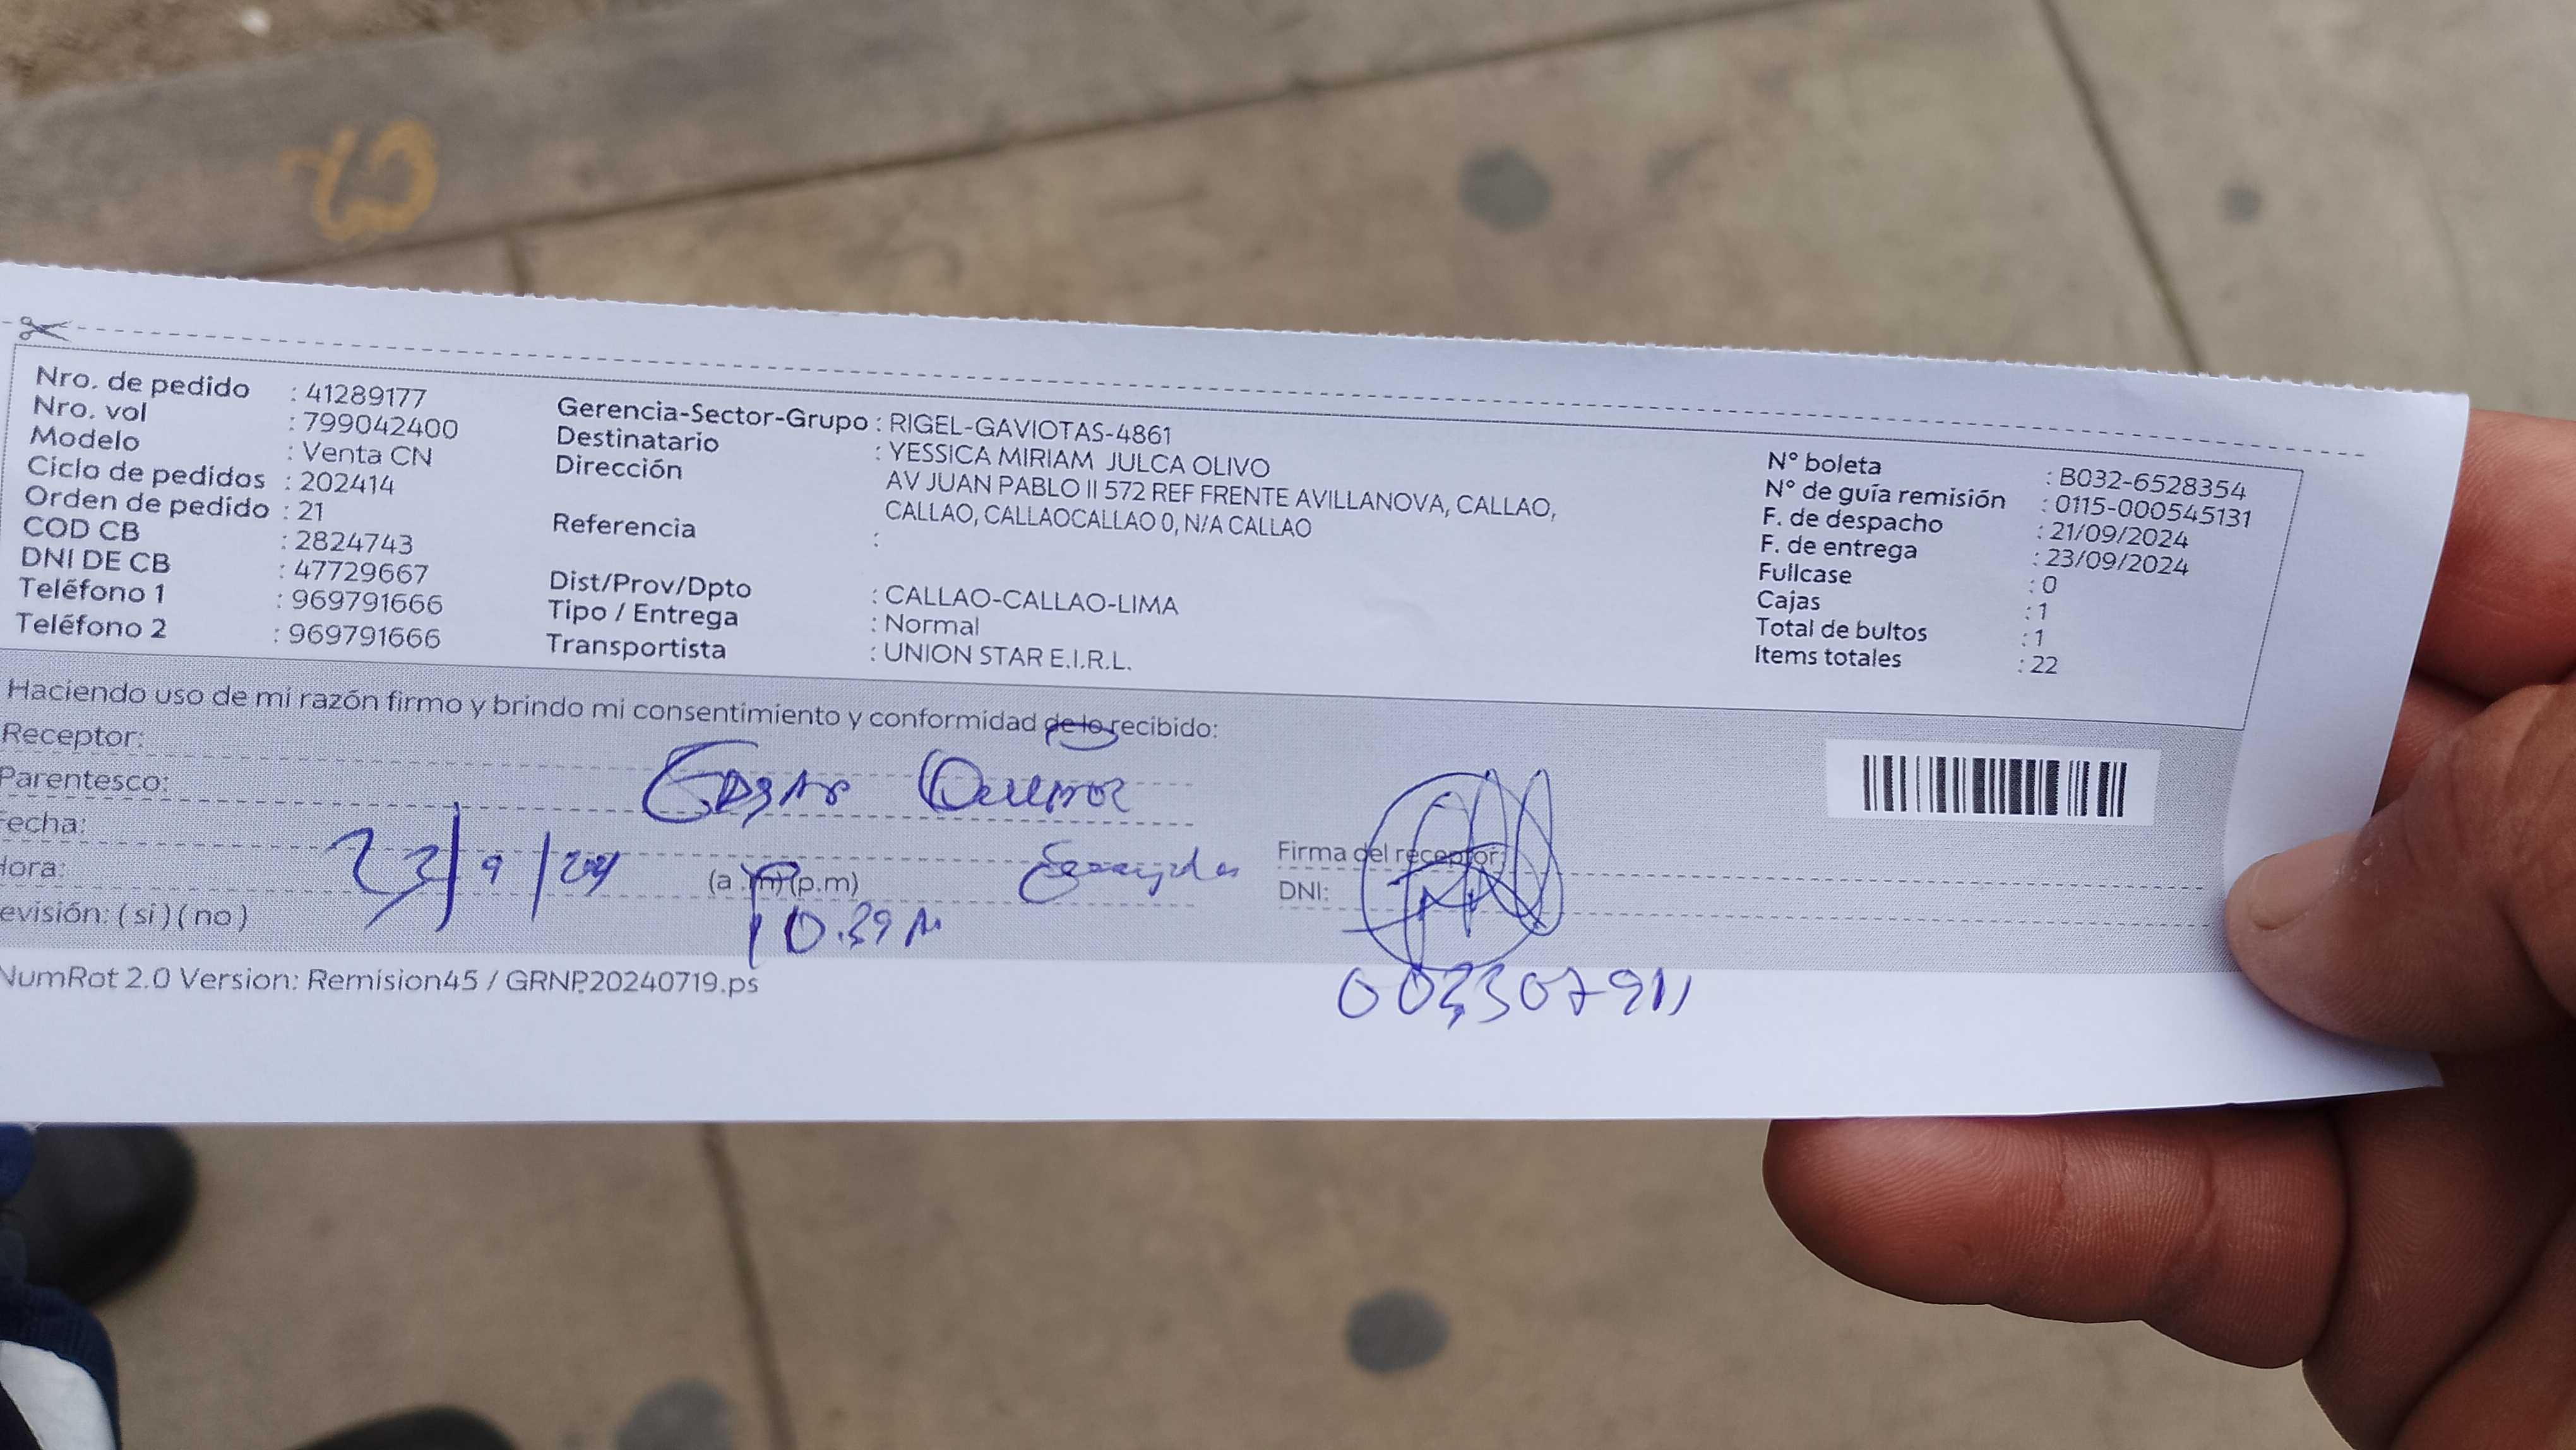 Nro. de pedido : 41289177
Nro. vol : 799042400
Modelo : Venta CN
Ciclo de pedidos : 202414
Orden de pedido : 21
COD CB : 2824743
DNI DE CB : 47729667
Teléfono 1 : 969791666
Teléfono 2 : 969791666
Gerencia-Sector-Grupo : RIGEL-GAVIOTAS-4861
Destinatario : YESSICA MIRIAM JULCA OLIVO
Dirección AV JUAN PABLO II 572 REF FRENTE AVILLANOVA, CALLAO,
CALLAO, CALLAOCALLAO 0, N/A CALLAO
Referencia :
Dist/Prov/Dpto : CALLAO-CALLAO-LIMA
Tipo / Entrega : Normal
Transportista : UNION STAR E.I.R.L.
N° boleta : B032-6528354
N° de guía remisión : 0115-000545131
F. de despacho : 21/09/2024
F. de entrega : 23/09/2024
Fullcase : 0
Cajas : 1
Total de bultos : 1
Items totales : 22
Haciendo uso de mi razón firmo y brindo mi consentimiento y conformidad de lo recibido:
Receptor:
Parentesco:
Fecha: 23/9/24
Hora: (a.m)(p.m)
10.39
Firma del receptor:
DNI:
evisión: ( si ) ( no )
NumRot 2.0 Version: Remision45 / GRNP.20240719.ps